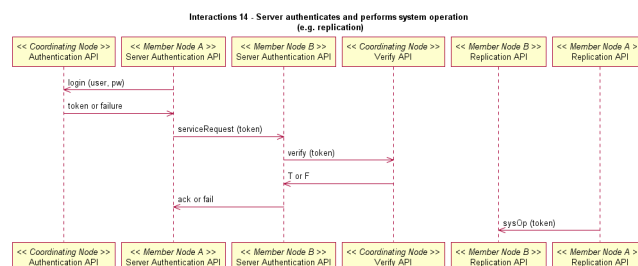 Interactions 14 - Server authenticates and performs system operation
(e.g. replication)
<< Coordinating Node >>
Authentication API
<< Member Node A >>
Server Authentication API
<< Member Node B >>
Server Authentication API
<< Coordinating Node >>
Verify API
<< Member Node B >>
Replication API
<< Member Node A >>
Replication API
login (user, pw)
token or failure
serviceRequest (token)
verify (token)
T or F
ack or fail
sysOp (token)
<< Coordinating Node >>
Authentication API
<< Member Node A >>
Server Authentication API
<< Member Node B >>
Server Authentication API
<< Coordinating Node >>
Verify API
<< Member Node B >>
Replication API
<< Member Node A >>
Replication API